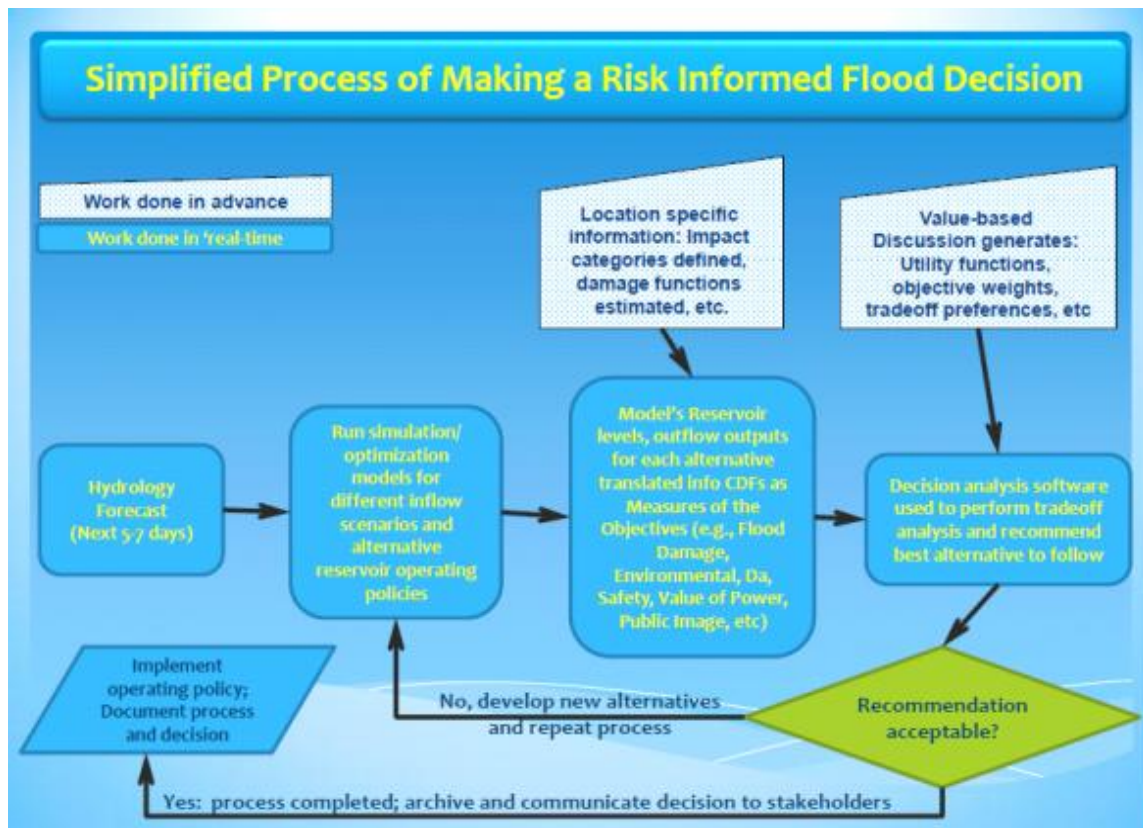 Simplified Process of Making a Risk Informed Flood Decision
Work done in advance
Work done in 'real-time
Location specific
information: Impact
categories defined,
damage functions
estimated, etc.
Value-based
Discussion generates:
Utility functions,
objective weights,
tradeoff preferences, etc
Hydrology
Forecast
(Next 5-7 days)
Run simulation/
optimization
models for
different inflow
scenarios and
alternative
reservoir operating
policies
Model's Reservoir
levels, outflow outputs
for each alternative
translated info CDFs as
Measures of the
Objectives (e.g., Flood
Damage,
Environmental, Da,
Safety, Value of Power,
Public Image, etc)
Decision analysis software
used to perform tradeoff
analysis and recommend
best alternative to follow
Implement
operating policy;
Document process
and decision
No, develop new alternatives
and repeat process
Recommendation
acceptable?
Yes: process completed; archive and communicate decision to stakeholders